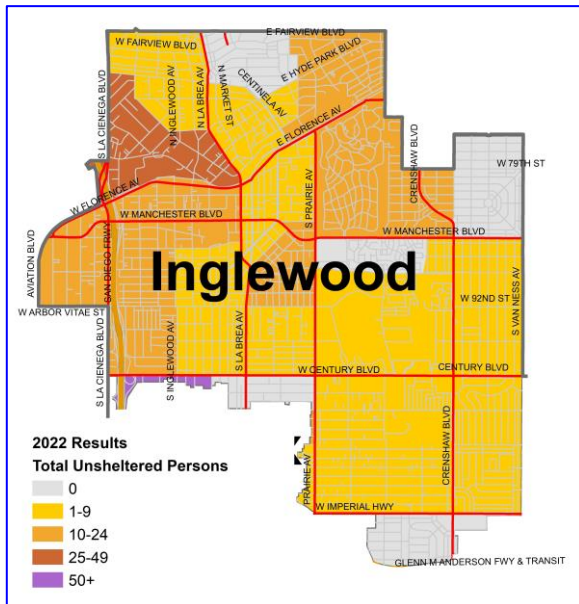 E FAIRVIEW BLVD
W FAIRVIEW BLVD
E HYDE PARK BLVD
S LA CIENEGA BLVD
N INGLEWOOD AV
N LA BREA AV
N MARKET ST
CENTINELA AV
E FLORENCE AV
W 79TH ST
CRENSHAW BLVD
S PRAIRIE AV
W FLORENCE AV
W MANCHESTER BLVD
W MANCHESTER BLVD
AVIATION BLVD
SAN DIEGO FRWY
Inglewood
W 92ND ST
S VAN NESS AV
W ARBOR VITAE ST
S LA CIENEGA BLVD
S INGLEWOOD AV
S LA BREA AV
W CENTURY BLVD
CENTURY BLVD
CRENSHAW BLVD
PRAIRIE AV
W IMPERIAL HWY
GLENN M ANDERSON FWY & TRANSIT
2022 Results
Total Unsheltered Persons
0
1-9
10-24
25-49
50+